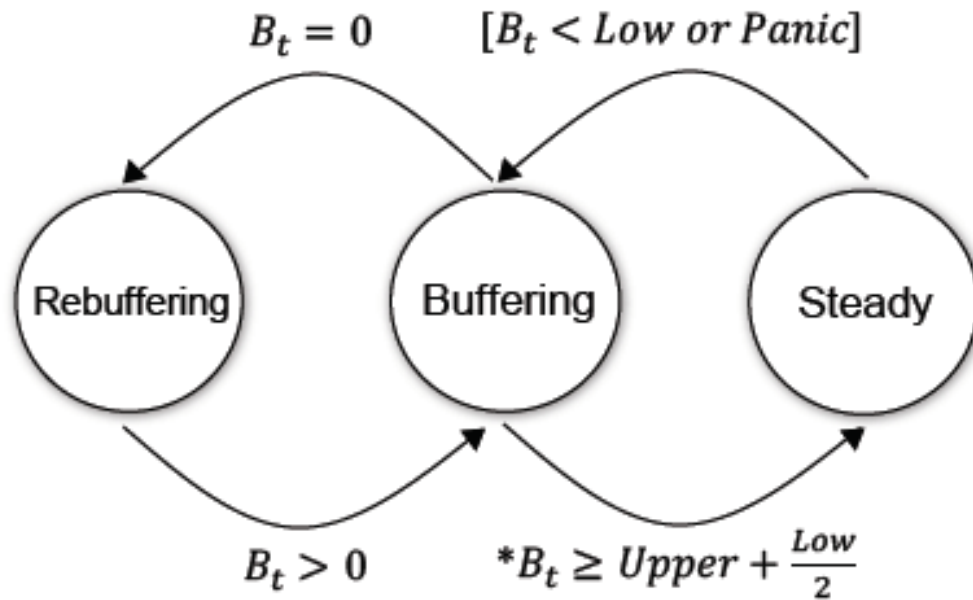 B_t = 0
[B_t < Low or Panic]
Rebuffering
Buffering
Steady
B_t > 0
*B_t ≥ Upper + Low/2